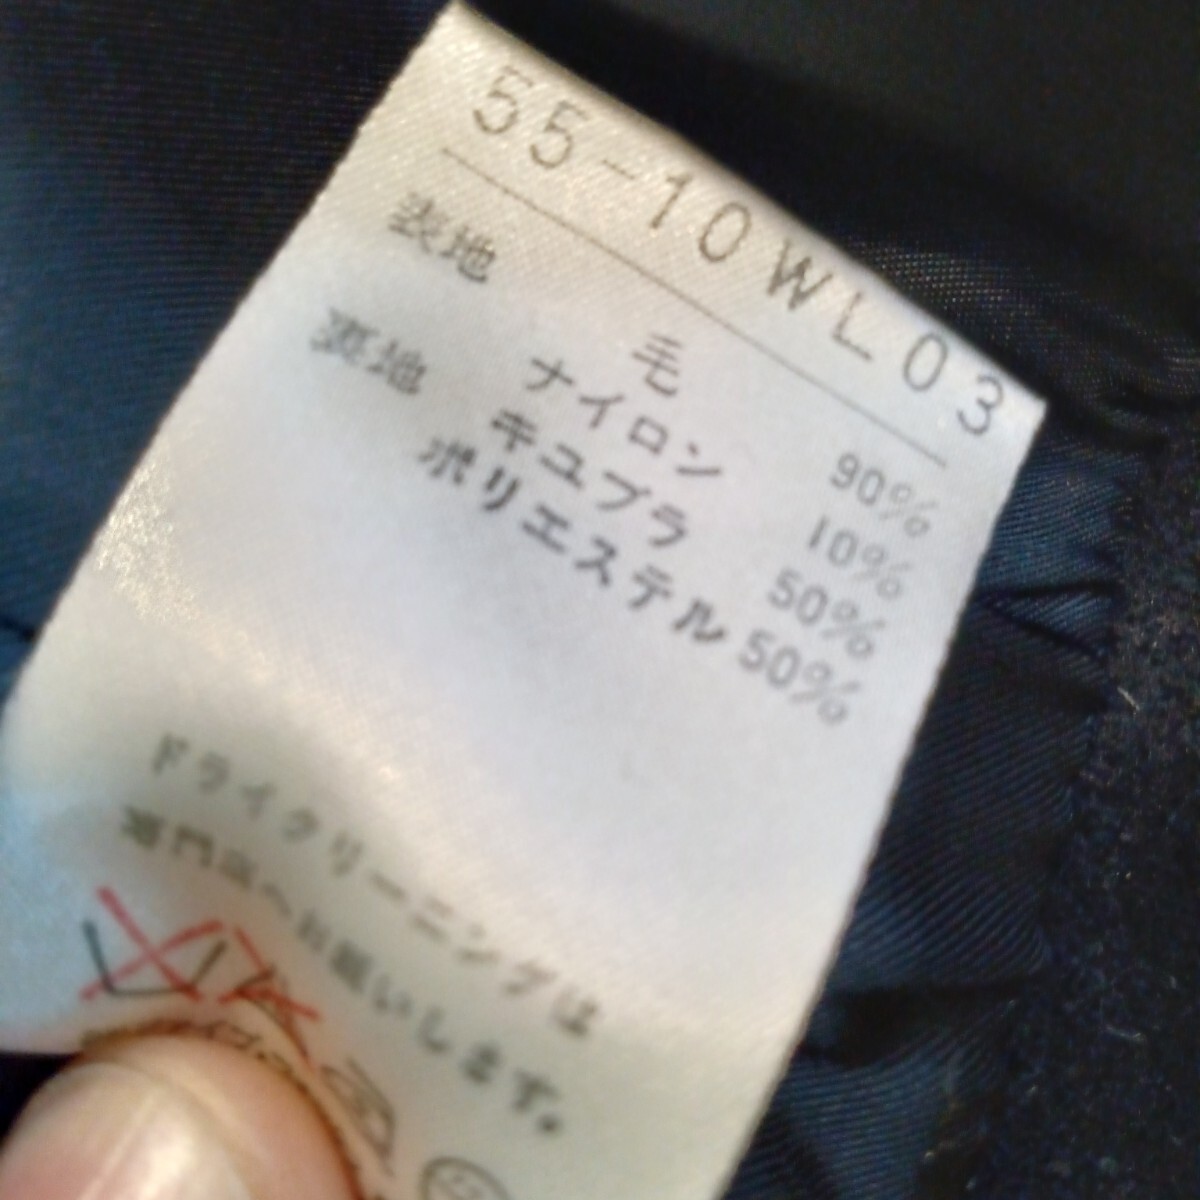 55-10WL03
表地 毛 90%
ナイロン 10%
裏地 キュプラ 50%
ポリエステル 50%
ドライクリーニングは
専門店へお願いします。